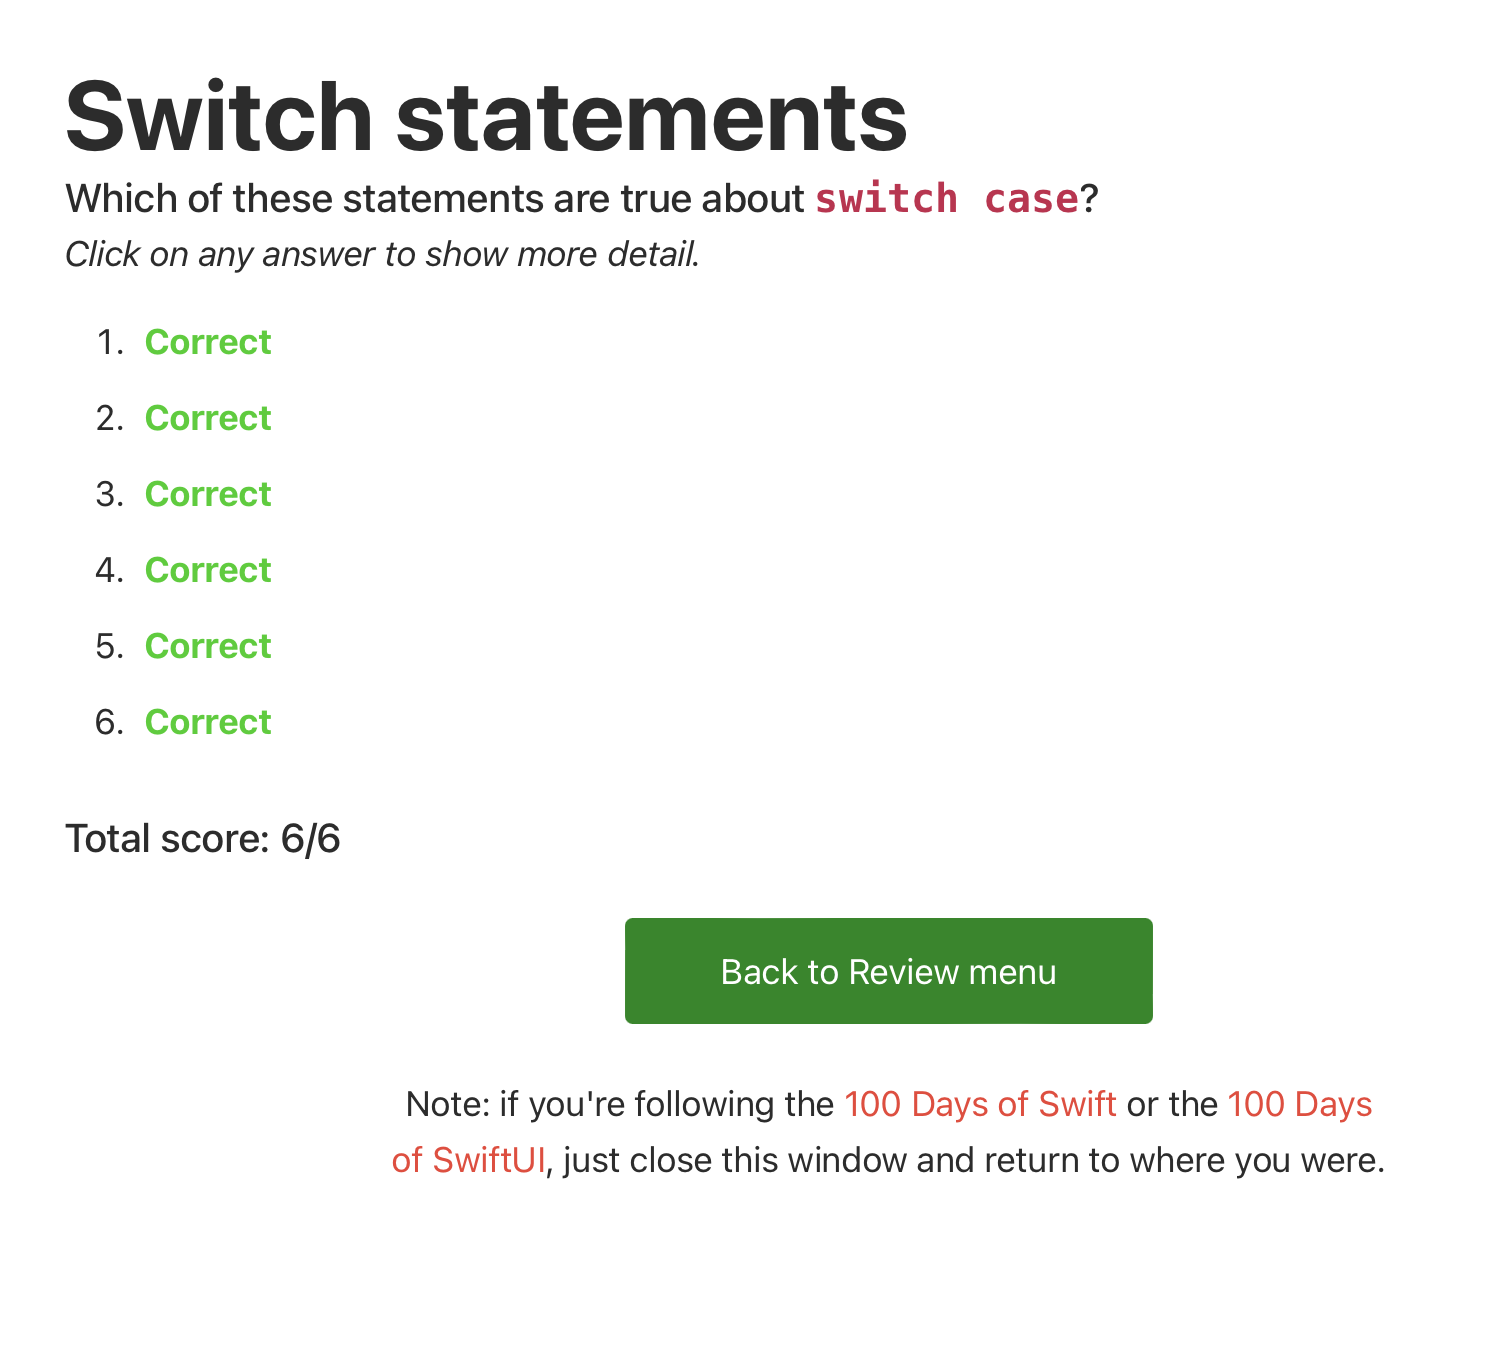 Switch statements
Which of these statements are true about switch case?
Click on any answer to show more detail.
1. Correct
2. Correct
3. Correct
4. Correct
5. Correct
6. Correct
Total score: 6/6
Back to Review menu
Note: if you're following the 100 Days of Swift or the 100 Days
of SwiftUI, just close this window and return to where you were.